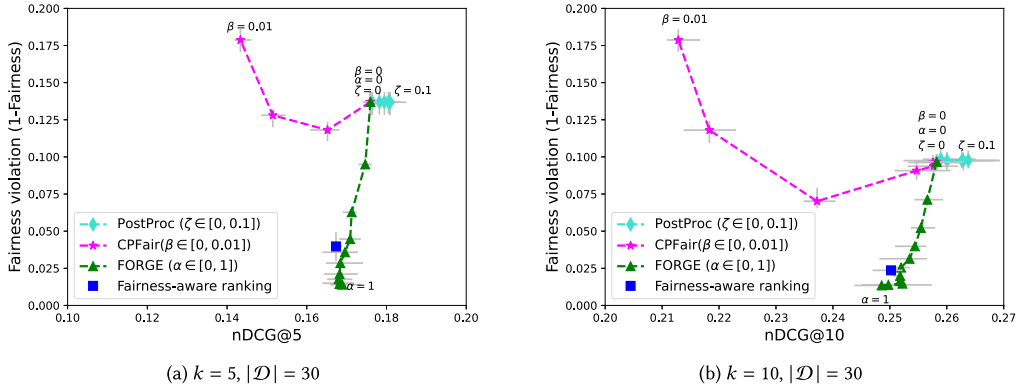 β = 0.01
β = 0
α = 0
ζ = 0
ζ = 0.1
α = 1
PostProc (ζ ∈ [0, 0.1])
CPFair(β ∈ [0, 0.01])
FORGE (α ∈ [0, 1])
Fairness-aware ranking
Fairness violation (1-Fairness)
0.200
0.175
0.150
0.125
0.100
0.075
0.050
0.025
0.000
0.10
0.12
0.14
0.16
0.18
0.20
nDCG@5
(a) k = 5, |𝒟| = 30
β = 0.01
β = 0
α = 0
ζ = 0
ζ = 0.1
α = 1
PostProc (ζ ∈ [0, 0.1])
CPFair(β ∈ [0, 0.01])
FORGE (α ∈ [0, 1])
Fairness-aware ranking
Fairness violation (1-Fairness)
0.200
0.175
0.150
0.125
0.100
0.075
0.050
0.025
0.000
0.20
0.21
0.22
0.23
0.24
0.25
0.26
0.27
nDCG@10
(b) k = 10, |𝒟| = 30